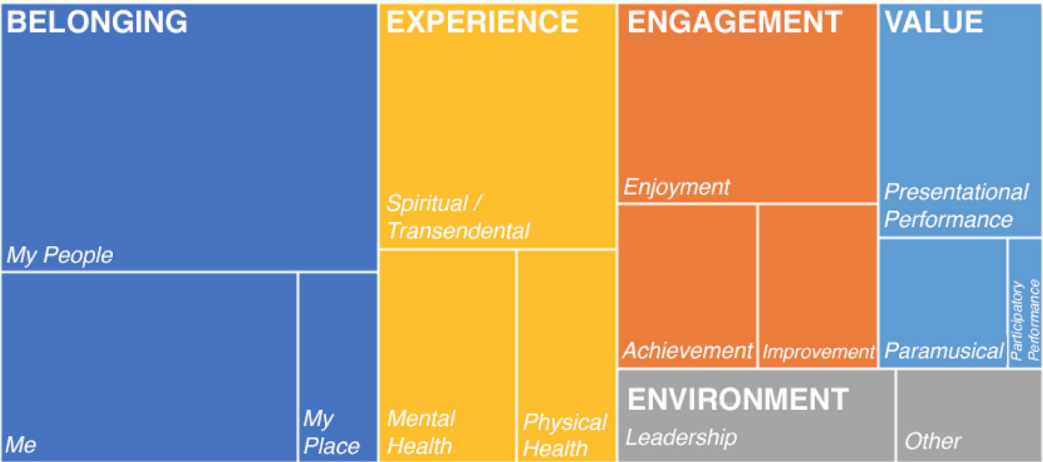 BELONGING
My People
Me
My
Place
EXPERIENCE
Spiritual /
Transendental
Mental
Health
Physical
Health
ENGAGEMENT
Enjoyment
Achievement
Improvement
VALUE
Presentational
Performance
Paramusical
Participatory
Performance
ENVIRONMENT
Leadership
Other